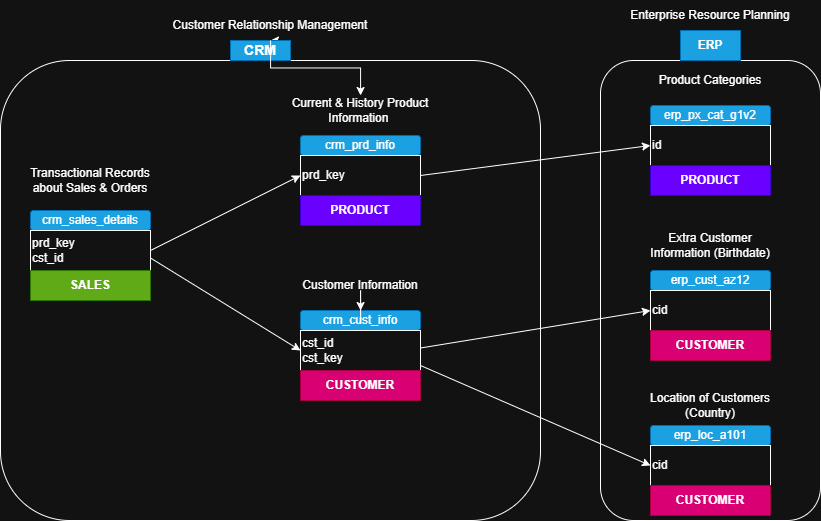 Customer Relationship Management
CRM
Enterprise Resource Planning
ERP
Current & History Product
Information
crm_prd_info
prd_key
PRODUCT
Transactional Records
about Sales & Orders
crm_sales_details
prd_key
cst_id
SALES
Customer Information
crm_cust_info
cst_id
cst_key
CUSTOMER
Product Categories
erp_px_cat_g1v2
id
PRODUCT
Extra Customer
Information (Birthdate)
erp_cust_az12
cid
CUSTOMER
Location of Customers
(Country)
erp_loc_a101
cid
CUSTOMER